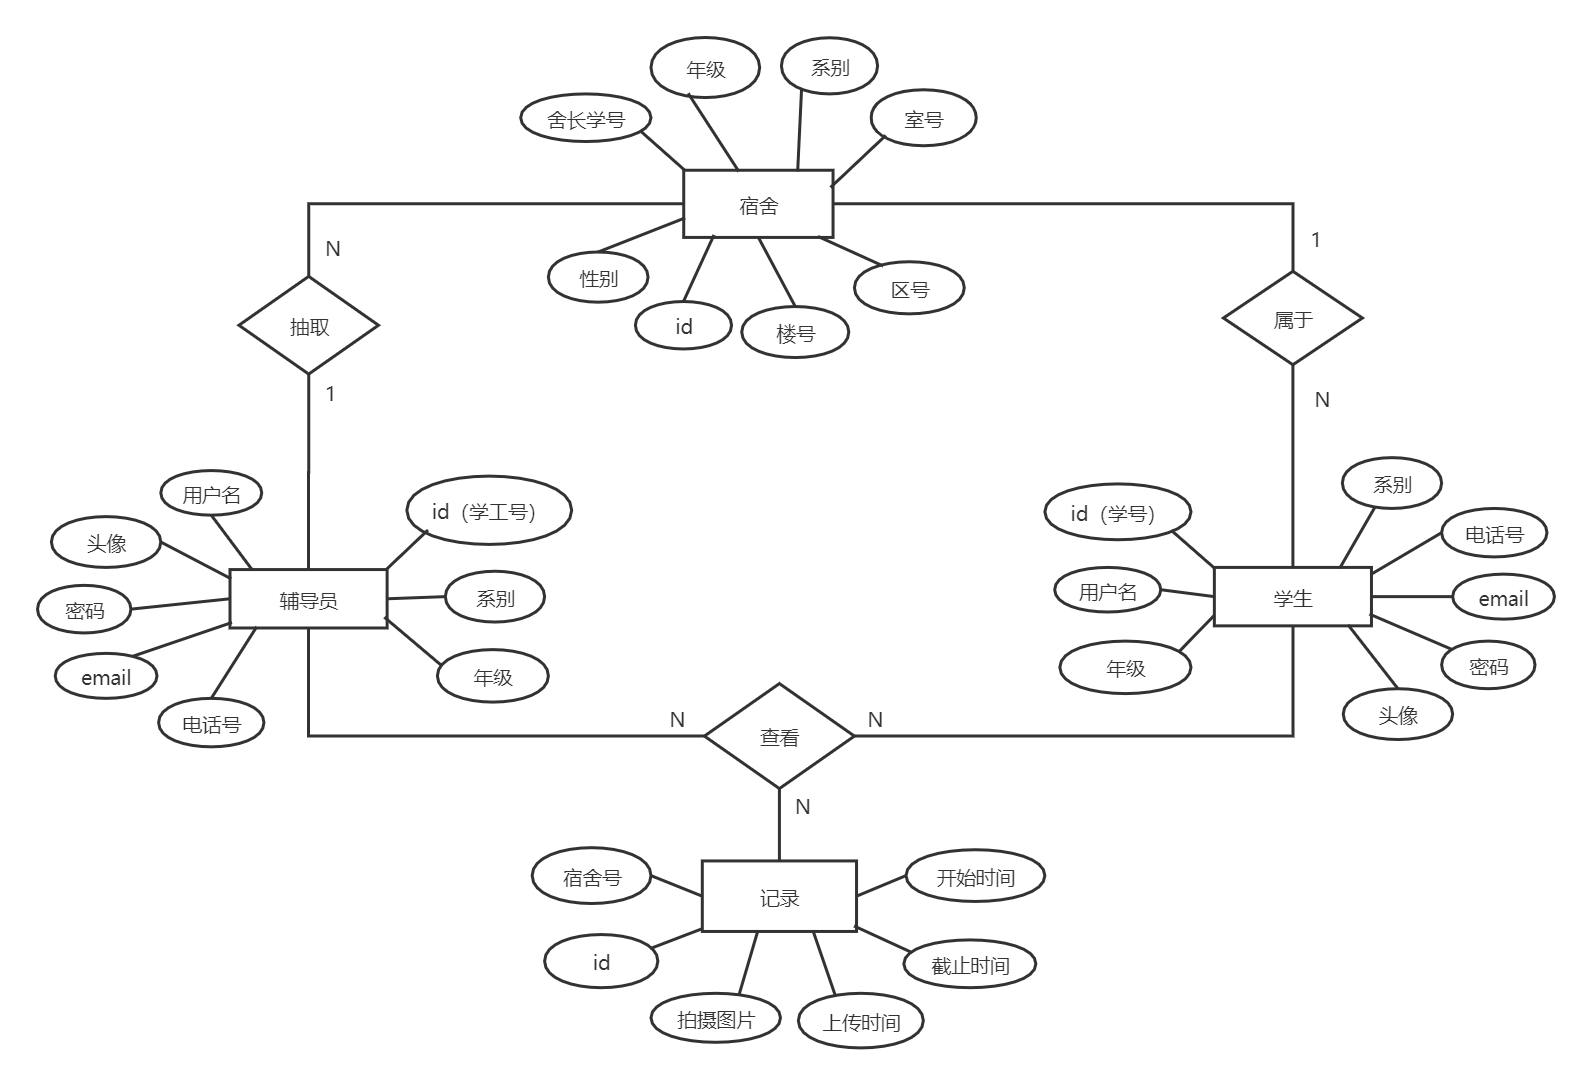 年级
系别
舍长学号
室号
宿舍
N
1
性别
区号
id
楼号
抽取
属于
1
N
用户名
id（学工号）
头像
系别
密码
辅导员
email
年级
电话号
系别
id（学号）
电话号
用户名
学生
email
年级
密码
头像
N
查看
N
N
宿舍号
开始时间
记录
id
截止时间
拍摄图片
上传时间